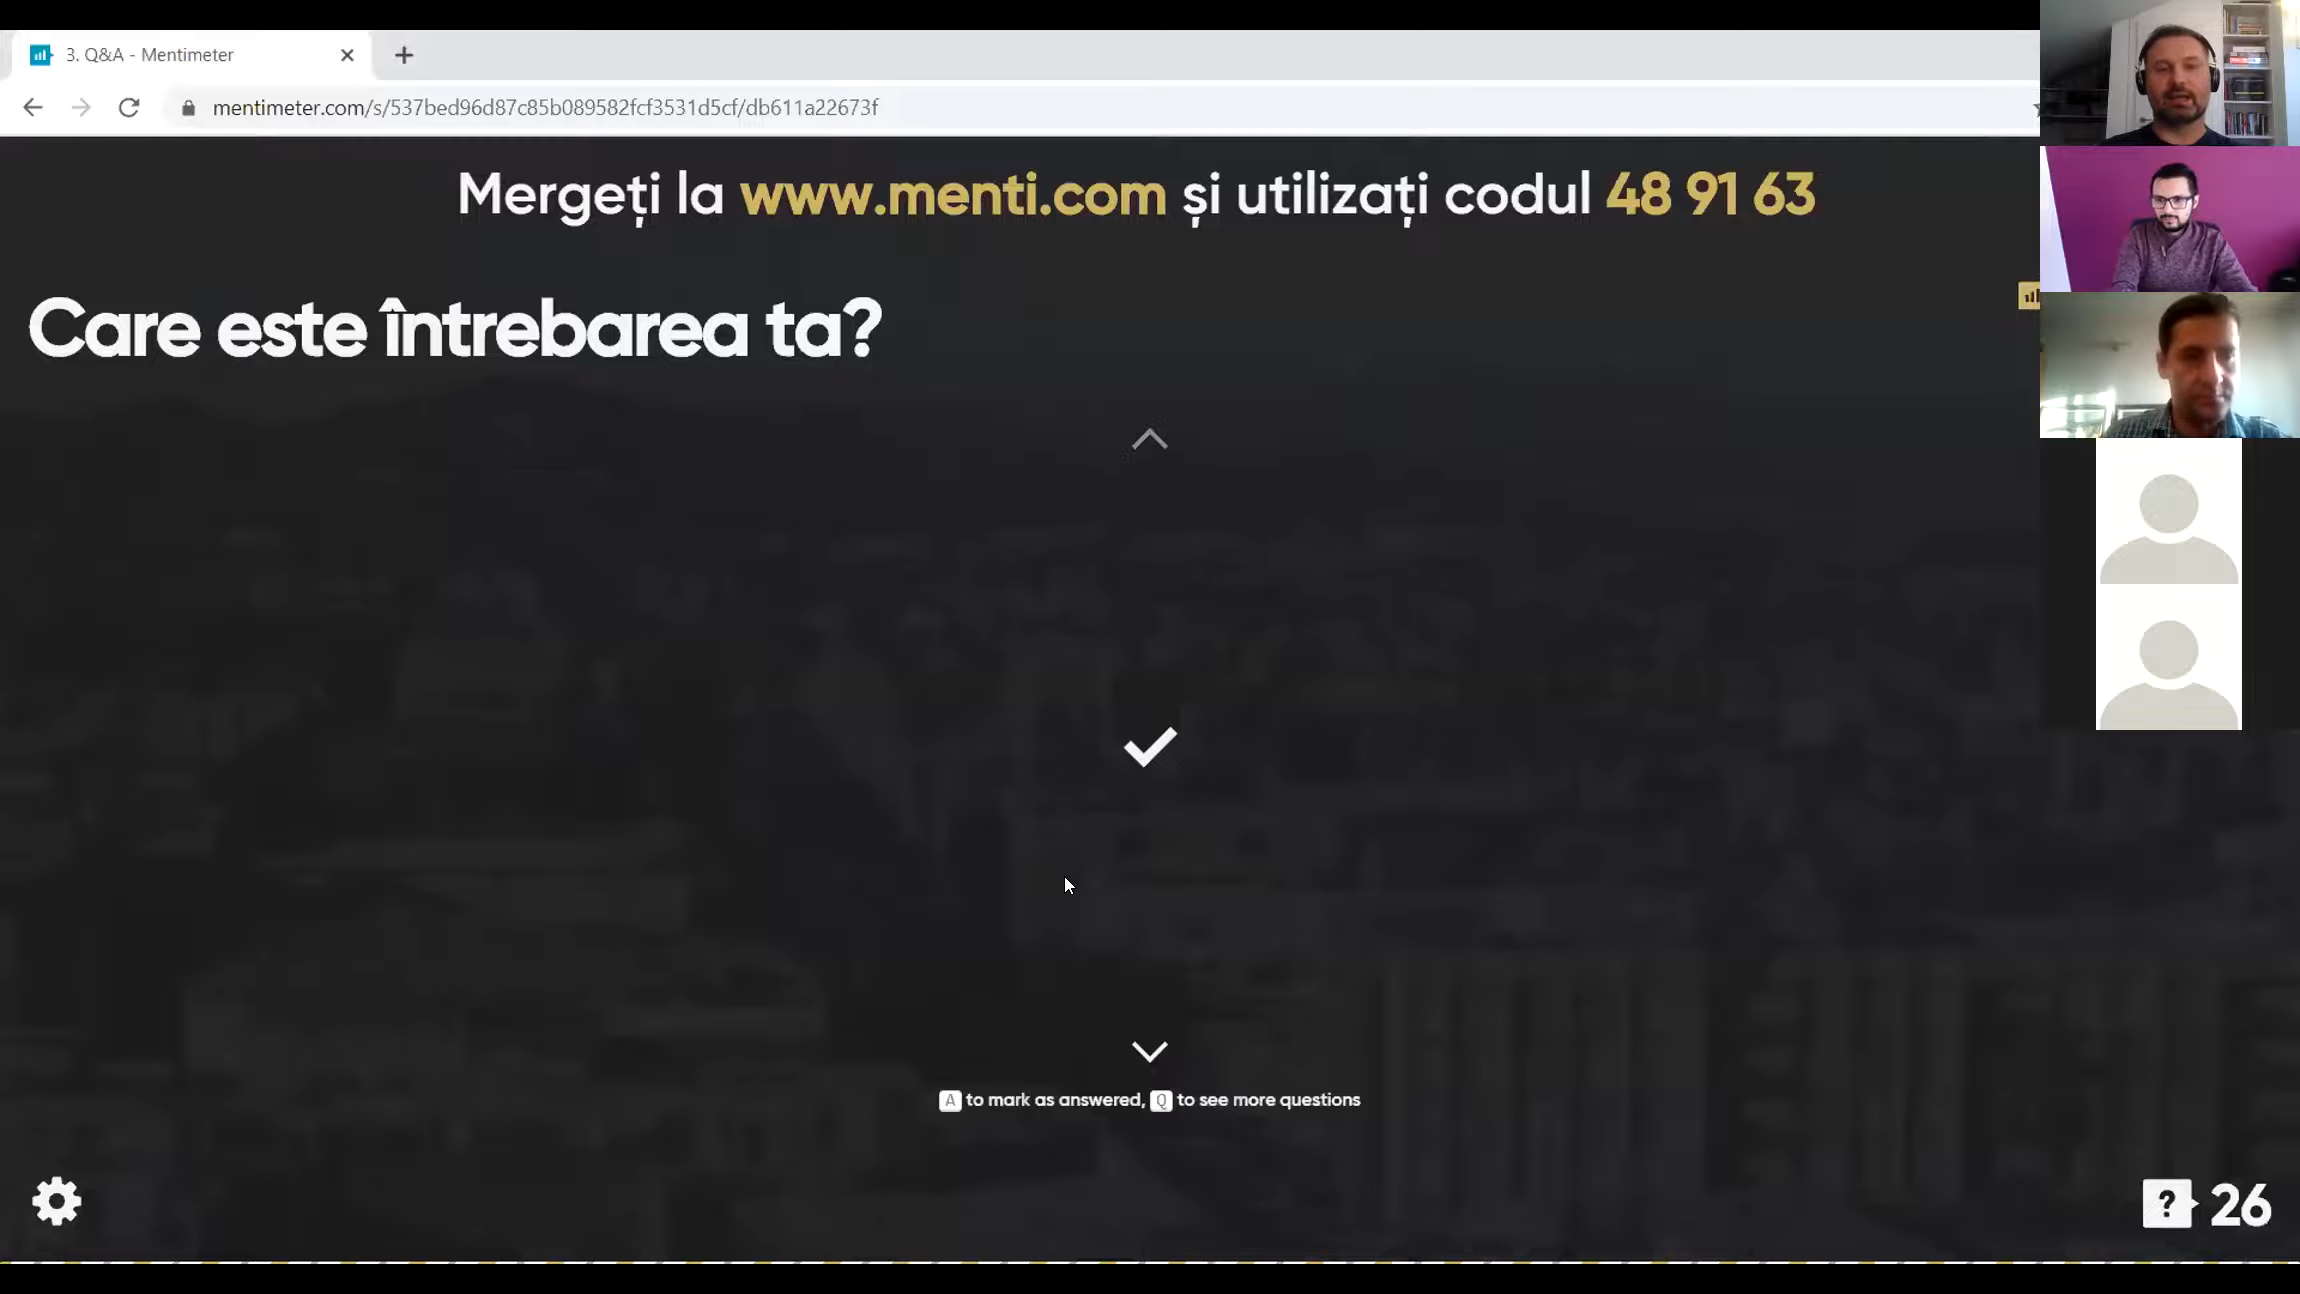 3. Q&A - Mentimeter
mentimeter.com/s/537bed96d87c85b089582fcf3531d5cf/db611a22673f
Mergeți la www.menti.com și utilizați codul 48 91 63
Care este întrebarea ta?
A to mark as answered, Q to see more questions
? 26